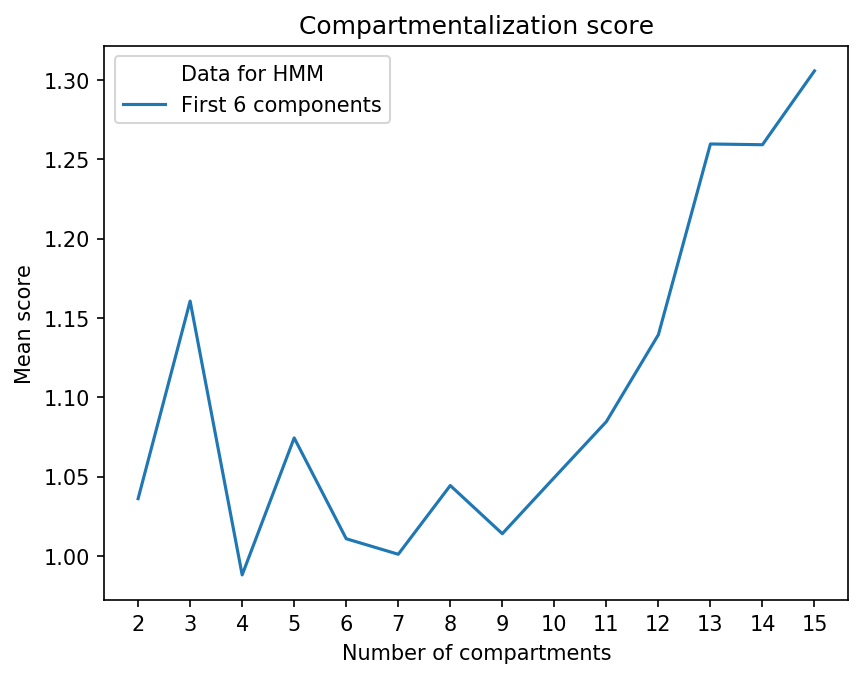 Compartmentalization score
Data for HMM
First 6 components
Mean score
1.30
1.25
1.20
1.15
1.10
1.05
1.00
2 3 4 5 6 7 8 9 10 11 12 13 14 15
Number of compartments